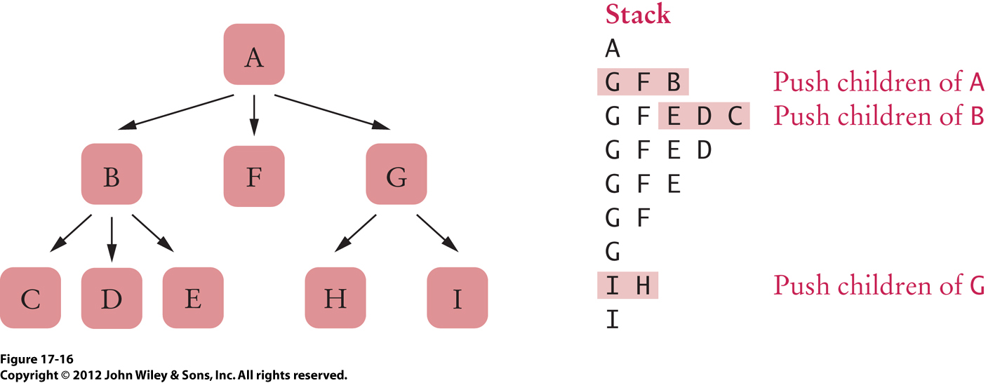 A
B F G
C D E H I
Stack
A
G F B Push children of A
G F E D C Push children of B
G F E D
G F E
G F
G
I H Push children of G
I
Figure 17-16
Copyright © 2012 John Wiley & Sons, Inc. All rights reserved.